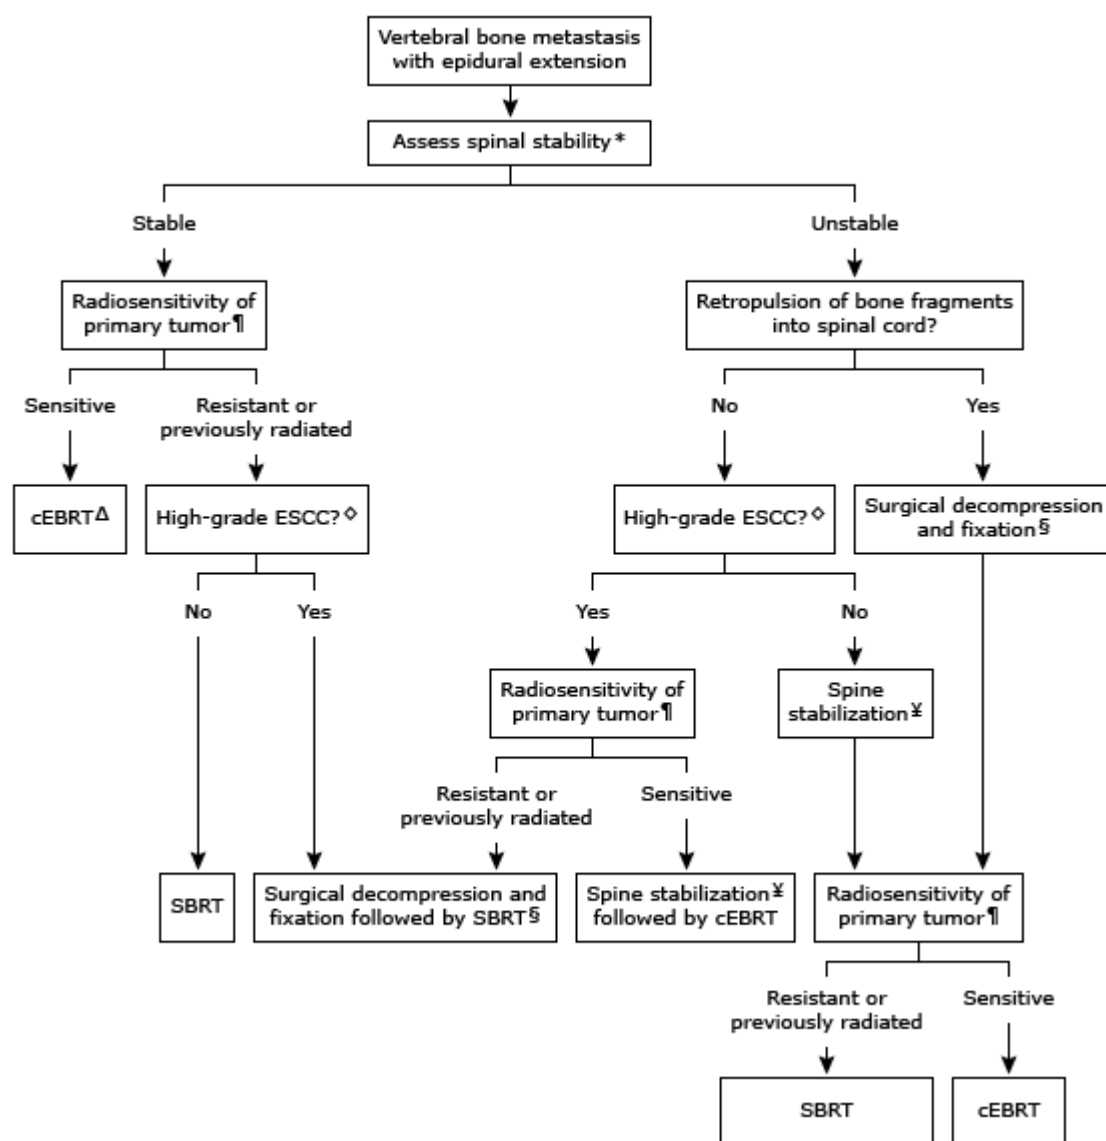 Vertebral bone metastasis
with epidural extension
Assess spinal stability*
Stable
Unstable
Radiosensitivity of
primary tumor¶
Retropulsion of bone fragments
into spinal cord?
Sensitive
Resistant or
previously radiated
No
Yes
cEBRTΔ
High-grade ESCC?◇
High-grade ESCC?◇
Surgical decompression
and fixation§
No
Yes
Yes
No
Radiosensitivity of
primary tumor¶
Spine
stabilization¥
Resistant or
previously radiated
Sensitive
SBRT
Surgical decompression and
fixation followed by SBRT§
Spine stabilization¥
followed by cEBRT
Radiosensitivity of
primary tumor¶
Resistant or
previously radiated
Sensitive
SBRT
cEBRT